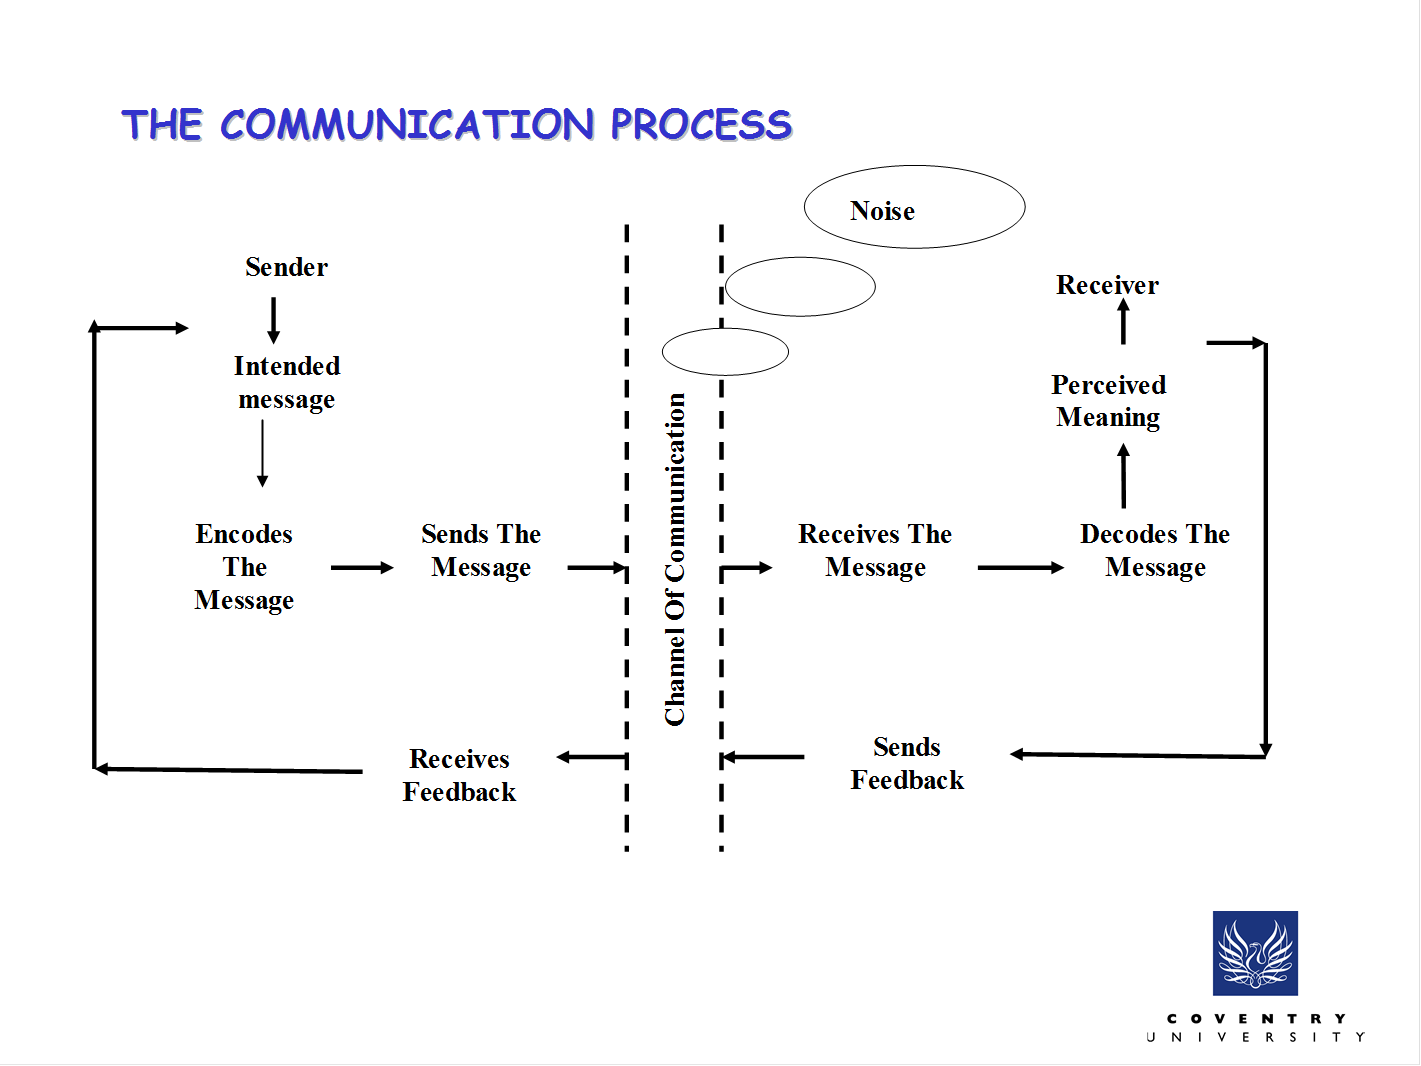 THE COMMUNICATION PROCESS
Noise
Sender
Receiver
Intended
message
Perceived
Meaning
Channel Of Communication
Encodes
The
Message
Sends The
Message
Receives The
Message
Decodes The
Message
Receives
Feedback
Sends
Feedback
COVENTRY
UNIVERSITY